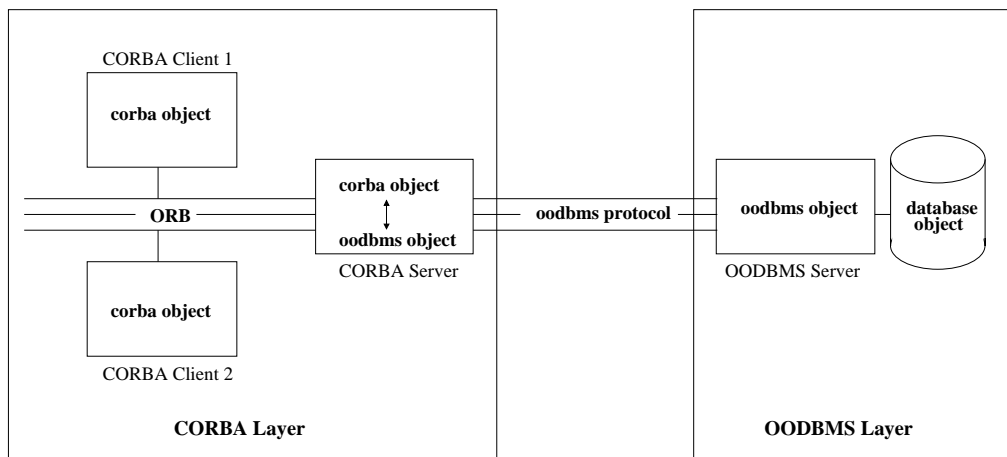 CORBA Client 1
corba object
corba object
oodbms object
CORBA Server
ORB
corba object
CORBA Client 2
CORBA Layer
oodbms protocol
oodbms object
OODBMS Server
database
object
OODBMS Layer